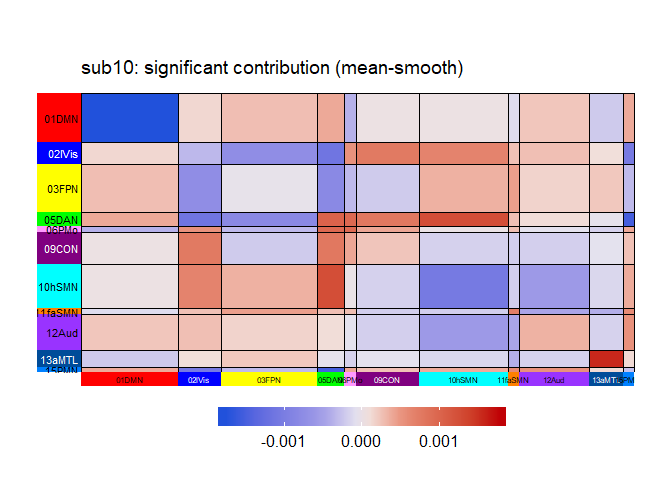 sub10: significant contribution (mean-smooth)
01DMN
02lVis
03FPN
05DAN
06PMo
09CON
10hSMN
11faSMN
12Aud
13aMTL
15PMN
01DMN 02lVis 03FPN 05DAN 06PMo 09CON 10hSMN 11faSMN 12Aud 13aMTL
-0.001 0.000 0.001